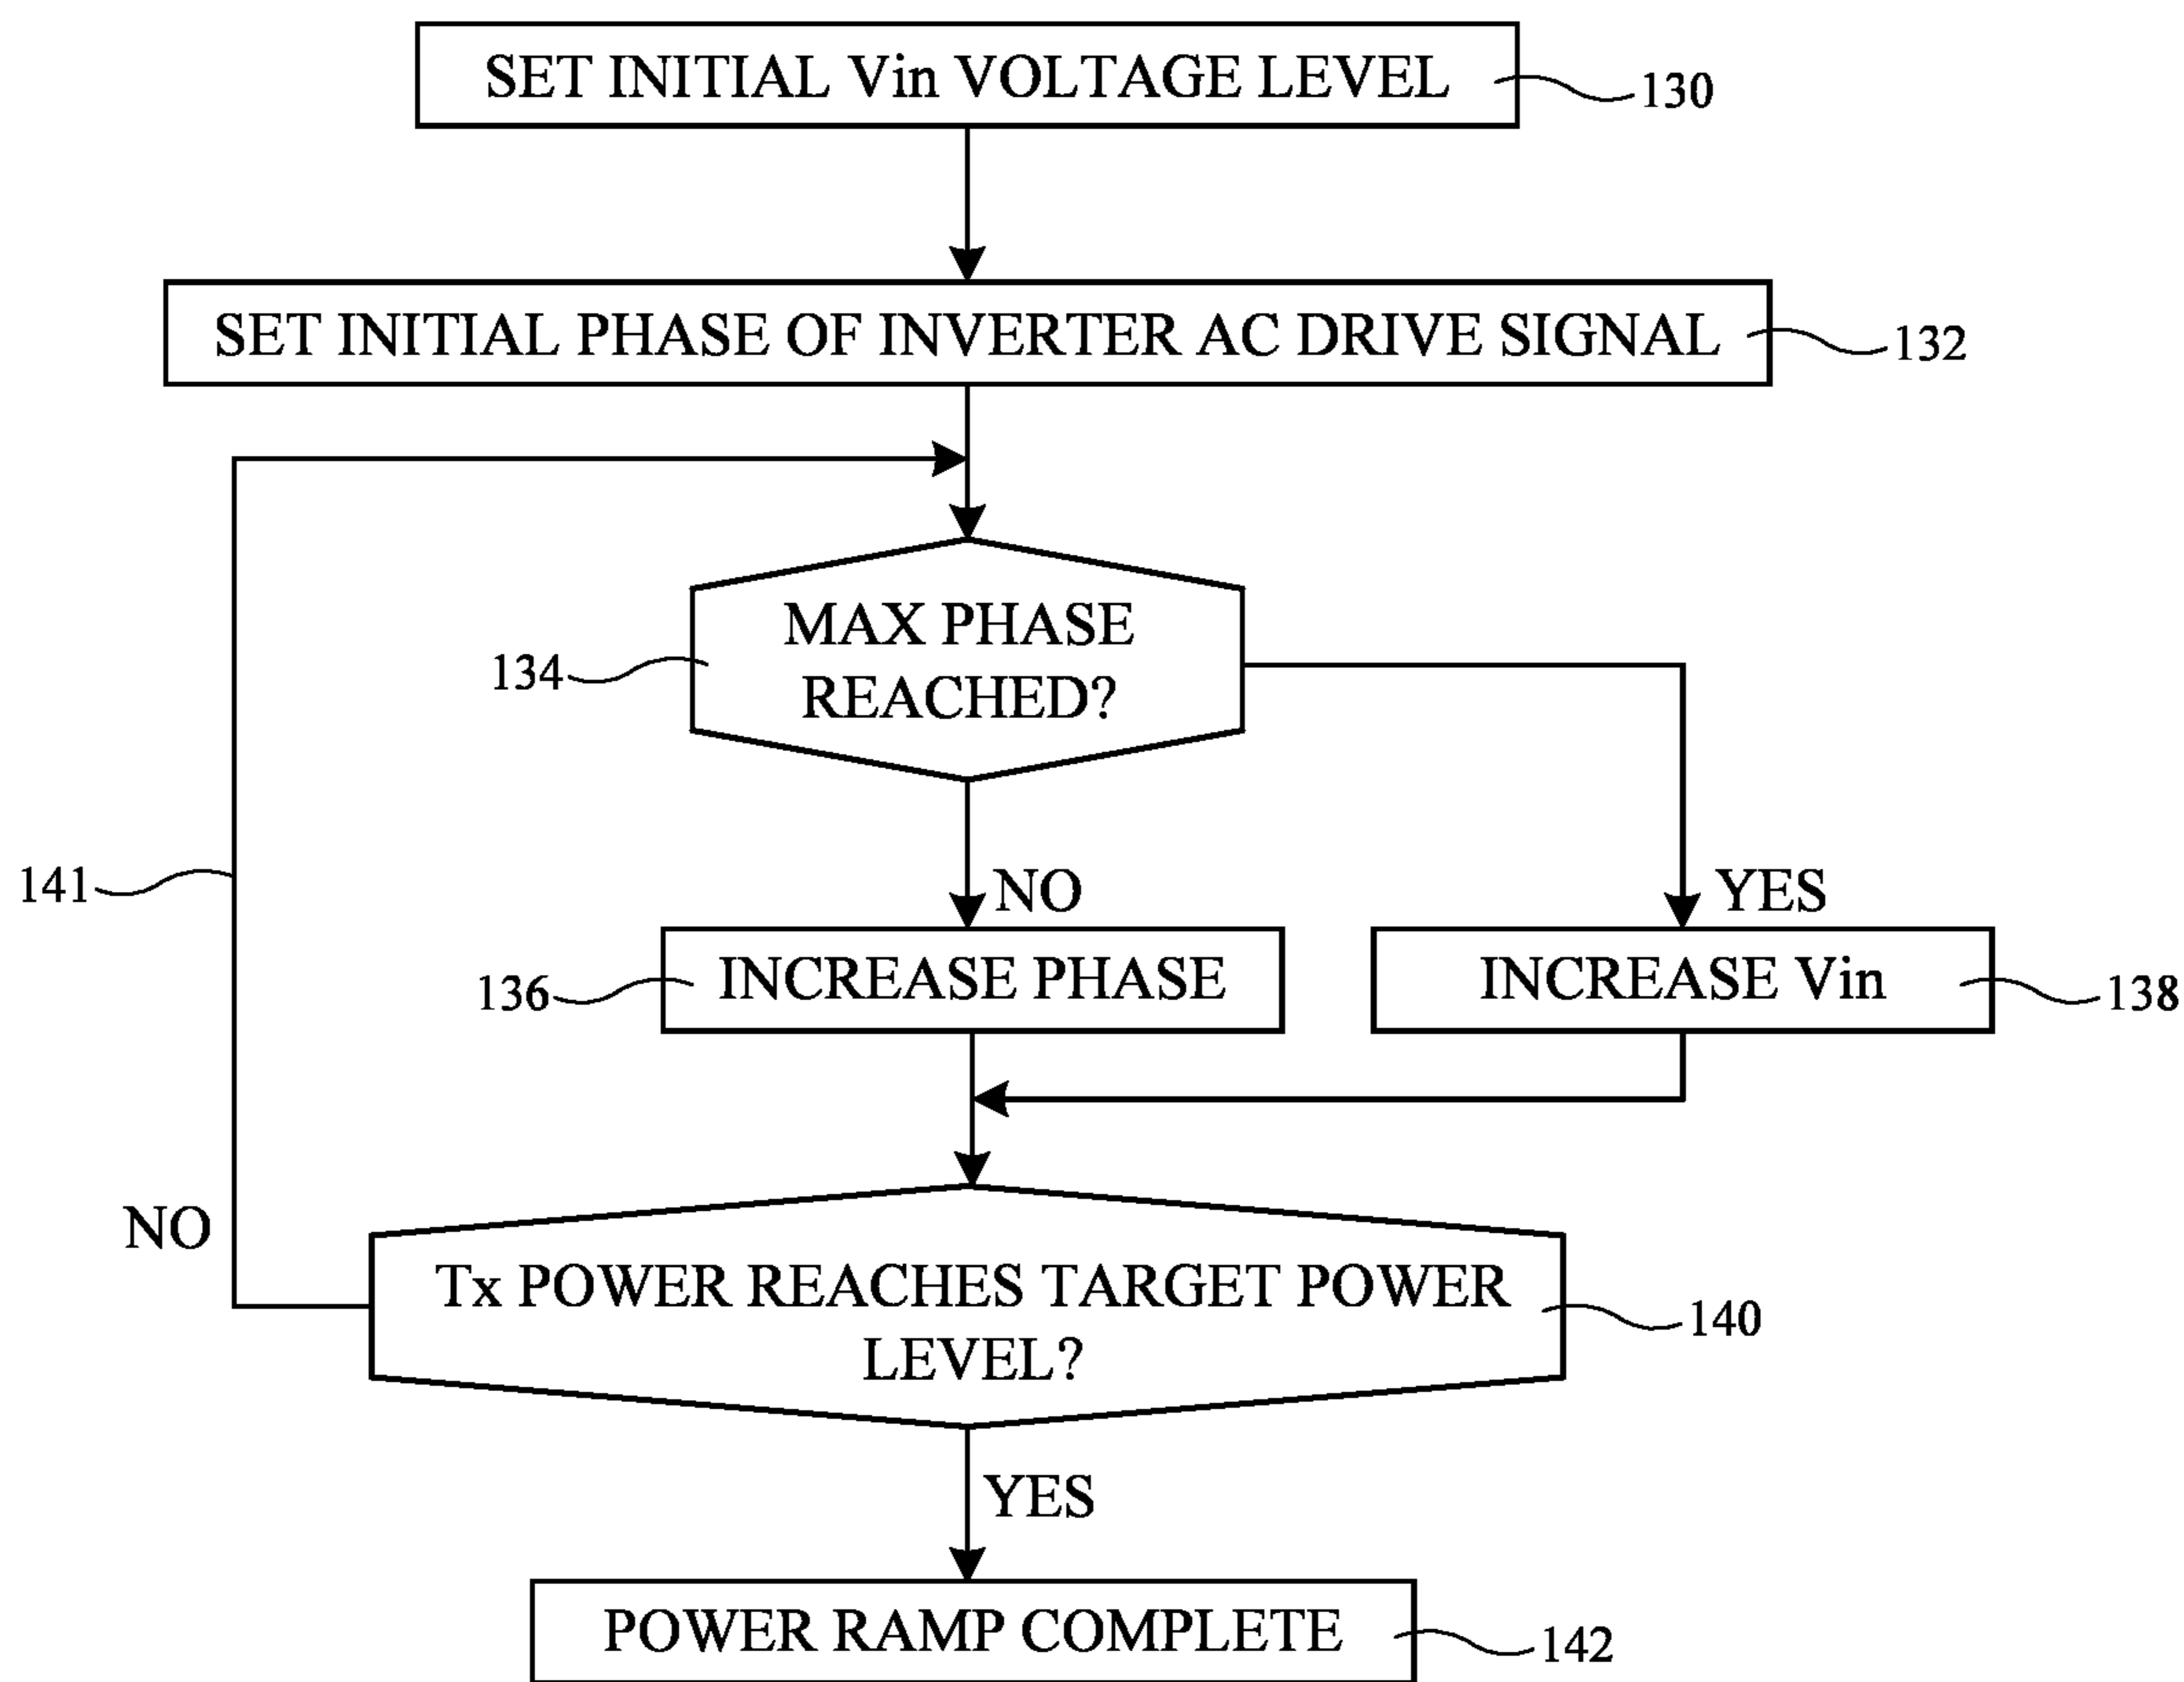 SET INITIAL Vin VOLTAGE LEVEL
130
SET INITIAL PHASE OF INVERTER AC DRIVE SIGNAL
132
MAX PHASE
REACHED?
134
141
NO
YES
136
INCREASE PHASE
INCREASE Vin
138
NO
Tx POWER REACHES TARGET POWER
LEVEL?
140
YES
POWER RAMP COMPLETE
142